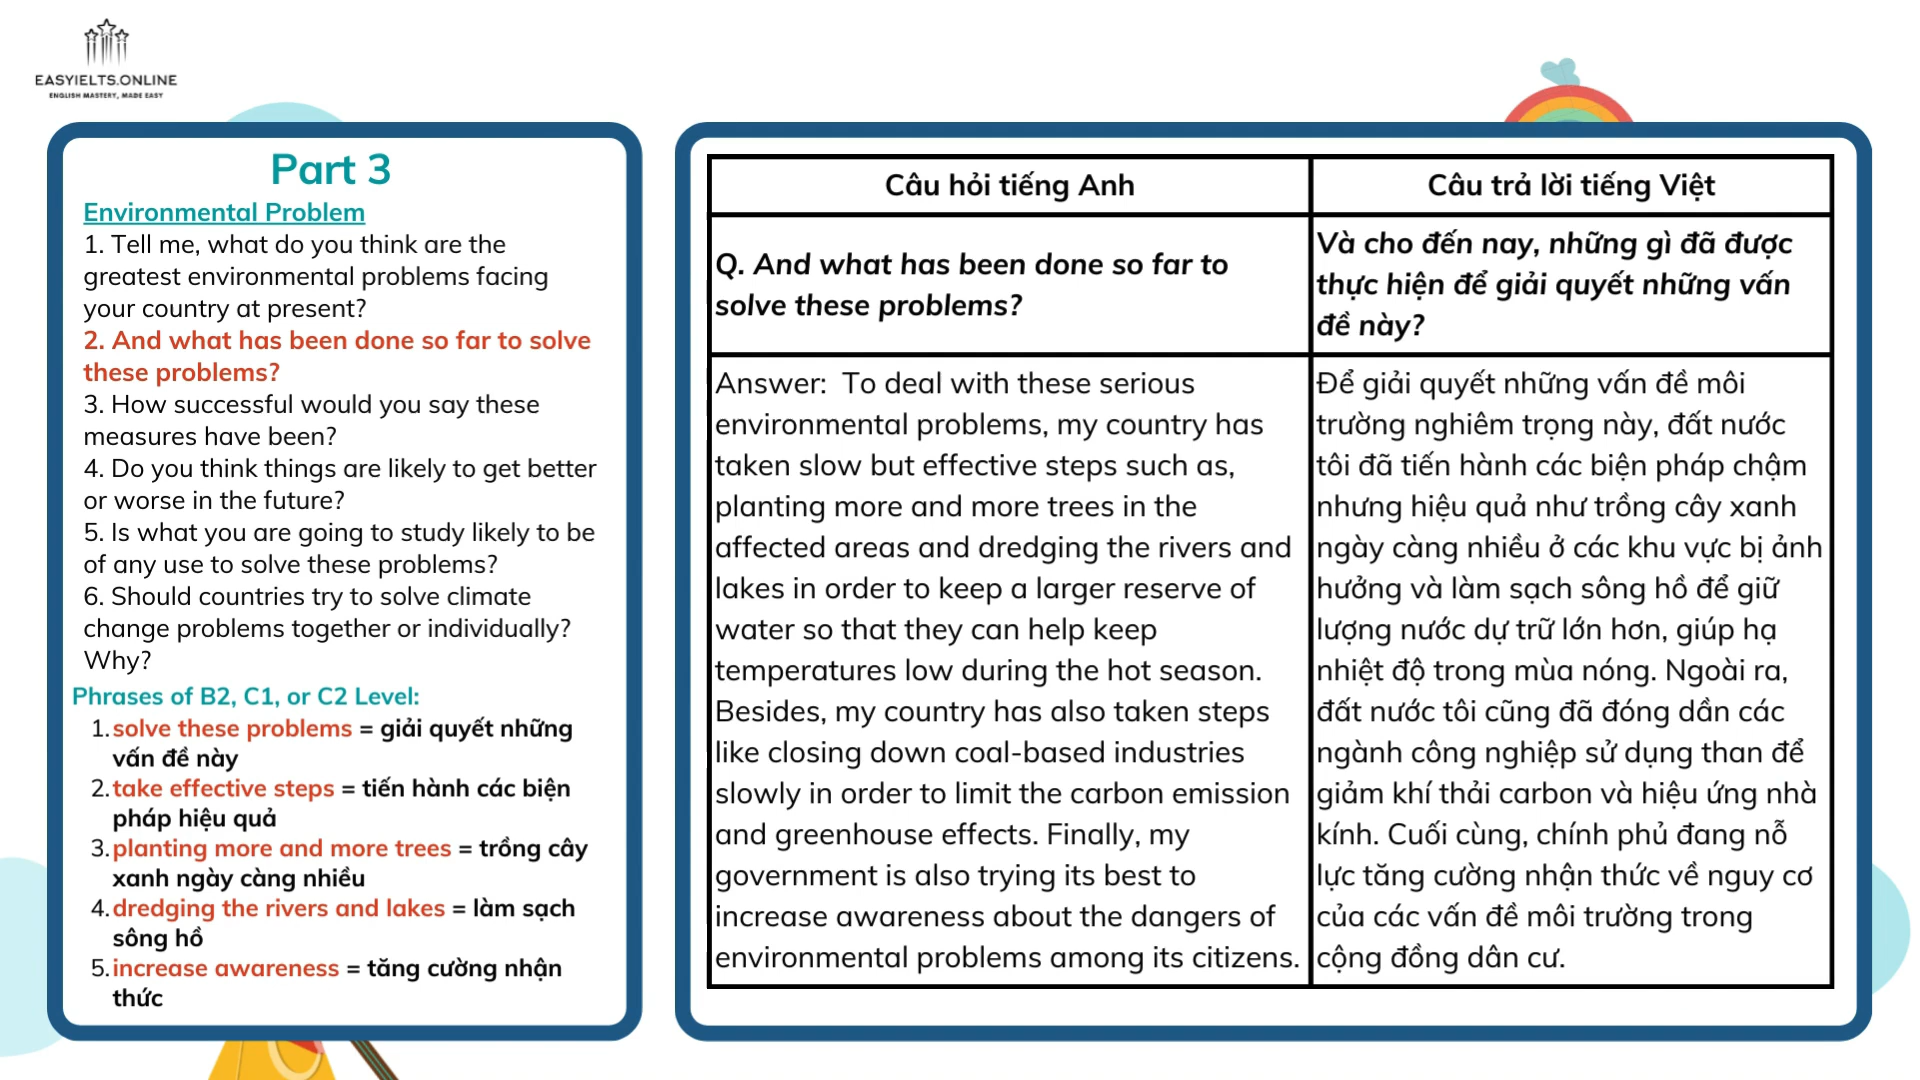 EASYIELTS.ONLINE
ENGLISH MASTERY, MADE EASY
Part 3
Environmental Problem
1. Tell me, what do you think are the
greatest environmental problems facing
your country at present?
2. And what has been done so far to solve
these problems?
3. How successful would you say these
measures have been?
4. Do you think things are likely to get better
or worse in the future?
5. Is what you are going to study likely to be
of any use to solve these problems?
6. Should countries try to solve climate
change problems together or individually?
Why?
Phrases of B2, C1, or C2 Level:
1. solve these problems = giải quyết những
vấn đề này
2. take effective steps = tiến hành các biện
pháp hiệu quả
3. planting more and more trees = trồng cây
xanh ngày càng nhiều
4. dredging the rivers and lakes = làm sạch
sông hồ
5. increase awareness = tăng cường nhận
thức
Câu hỏi tiếng Anh
Câu trả lời tiếng Việt
Q. And what has been done so far to
solve these problems?
Và cho đến nay, những gì đã được
thực hiện để giải quyết những vấn
đề này?
Answer:  To deal with these serious
environmental problems, my country has
taken slow but effective steps such as,
planting more and more trees in the
affected areas and dredging the rivers and
lakes in order to keep a larger reserve of
water so that they can help keep
temperatures low during the hot season.
Besides, my country has also taken steps
like closing down coal-based industries
slowly in order to limit the carbon emission
and greenhouse effects. Finally, my
government is also trying its best to
increase awareness about the dangers of
environmental problems among its citizens.
Để giải quyết những vấn đề môi
trường nghiêm trọng này, đất nước
tôi đã tiến hành các biện pháp chậm
nhưng hiệu quả như trồng cây xanh
ngày càng nhiều ở các khu vực bị ảnh
hưởng và làm sạch sông hồ để giữ
lượng nước dự trữ lớn hơn, giúp hạ
nhiệt độ trong mùa nóng. Ngoài ra,
đất nước tôi cũng đã đóng dần các
ngành công nghiệp sử dụng than để
giảm khí thải carbon và hiệu ứng nhà
kính. Cuối cùng, chính phủ đang nỗ
lực tăng cường nhận thức về nguy cơ
của các vấn đề môi trường trong
cộng đồng dân cư.